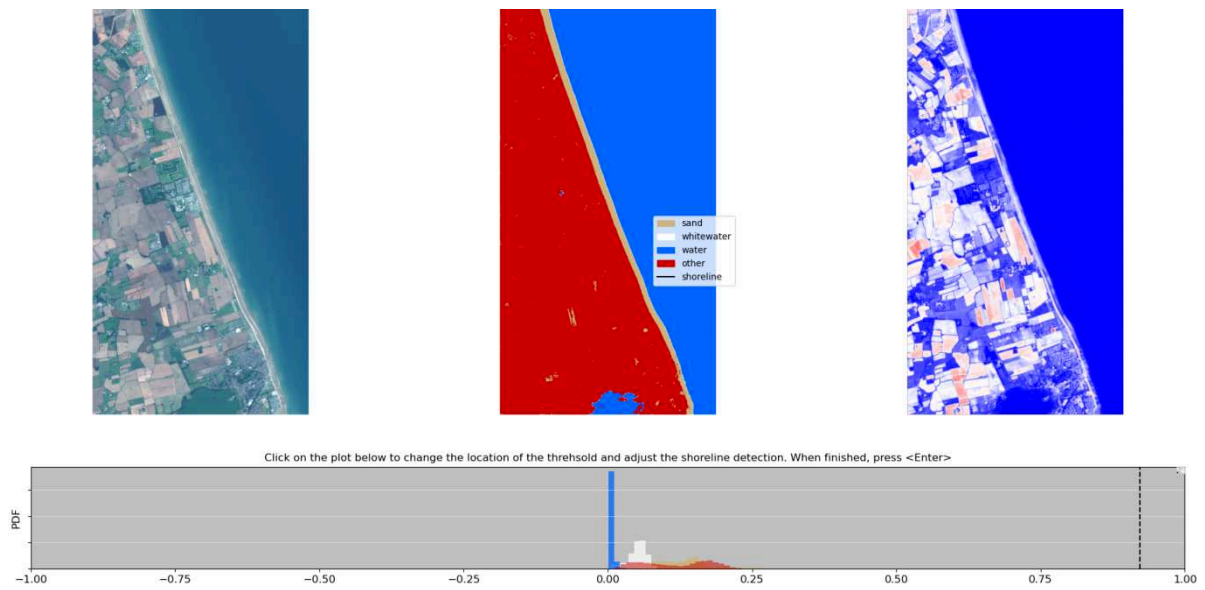 sand
whitewater
water
other
shoreline
Click on the plot below to change the location of the threhsold and adjust the shoreline detection. When finished, press <Enter>
PDF
−1.00 −0.75 −0.50 −0.25 0.00 0.25 0.50 0.75 1.00